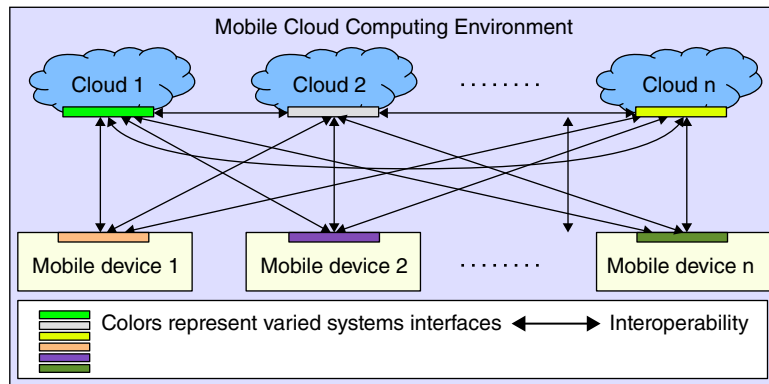 Mobile Cloud Computing Environment
Cloud 1
Cloud 2
........
Cloud n
Mobile device 1
Mobile device 2
........
Mobile device n
Colors represent varied systems interfaces
Interoperability